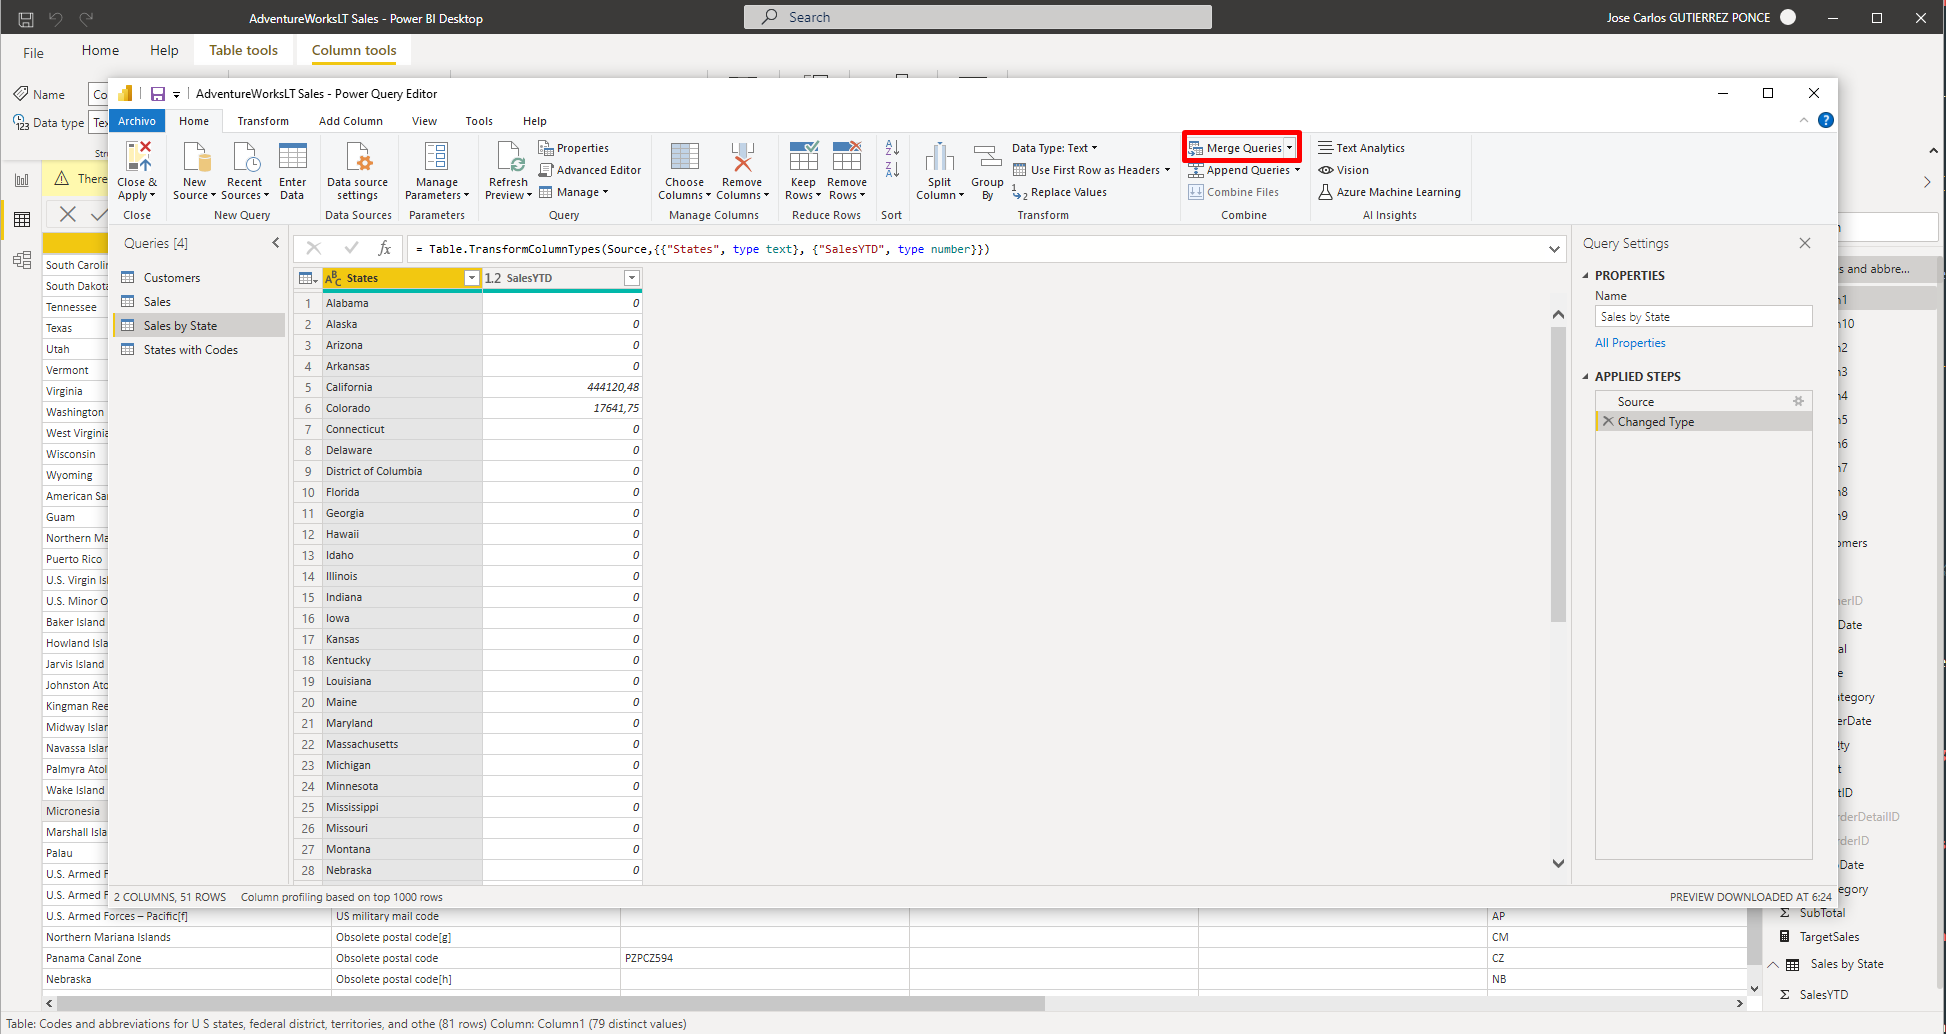 AdventureWorksLT Sales - Power BI Desktop
Search
Jose Carlos GUTIERREZ PONCE
File
Home
Help
Table tools
Column tools
Name
Co
Data type
Tex
Str
There
AdventureWorksLT Sales - Power Query Editor
Archivo
Home
Transform
Add Column
View
Tools
Help
Close & Apply
Close
New Source
Recent Sources
Enter Data
New Query
Data source settings
Data Sources
Manage Parameters
Parameters
Refresh Preview
Properties
Advanced Editor
Manage
Query
Choose Columns
Remove Columns
Manage Columns
Keep Rows
Remove Rows
Reduce Rows
Sort
Split Column
Group By
Data Type: Text
Use First Row as Headers
Replace Values
Transform
Merge Queries
Append Queries
Combine Files
Combine
Text Analytics
Vision
Azure Machine Learning
AI Insights
Queries [4]
Customers
Sales
Sales by State
States with Codes
= Table.TransformColumnTypes(Source,{{"States", type text}, {"SalesYTD", type number}})
States 1.2 SalesYTD
1 Alabama 0
2 Alaska 0
3 Arizona 0
4 Arkansas 0
5 California 444120,48
6 Colorado 17641,75
7 Connecticut 0
8 Delaware 0
9 District of Columbia 0
10 Florida 0
11 Georgia 0
12 Hawaii 0
13 Idaho 0
14 Illinois 0
15 Indiana 0
16 Iowa 0
17 Kansas 0
18 Kentucky 0
19 Louisiana 0
20 Maine 0
21 Maryland 0
22 Massachusetts 0
23 Michigan 0
24 Minnesota 0
25 Mississippi 0
26 Missouri 0
27 Montana 0
28 Nebraska 0
2 COLUMNS, 51 ROWS
Column profiling based on top 1000 rows
PREVIEW DOWNLOADED AT 6:24
Query Settings
PROPERTIES
Name
Sales by State
All Properties
APPLIED STEPS
Source
Changed Type
South Carolin
South Dakota
Tennessee
Texas
Utah
Vermont
Virginia
Washington
West Virginia
Wisconsin
Wyoming
American Sa
Guam
Northern Ma
Puerto Rico
U.S. Virgin Isl
U.S. Minor O
Baker Island
Howland Isla
Jarvis Island
Johnston Ato
Kingman Ree
Midway Islan
Navassa Islan
Palmyra Atol
Wake Island
Micronesia
Marshall Isla
Palau
U.S. Armed F
U.S. Armed F
U.S. Armed Forces – Pacific[f] US military mail code AP
Northern Mariana Islands Obsolete postal code[g] CM
Panama Canal Zone Obsolete postal code PZPCZ594 CZ
Nebraska Obsolete postal code[h] NB
s and abbre...
n1
n10
n2
n3
n4
n5
n6
n7
n8
n9
omers
nerID
Date
al
e
ategory
erDate
ty
t
tID
rderDetailID
rderID
oDate
egory
SubTotal
TargetSales
Sales by State
SalesYTD
Table: Codes and abbreviations for U S states, federal district, territories, and othe (81 rows) Column: Column1 (79 distinct values)